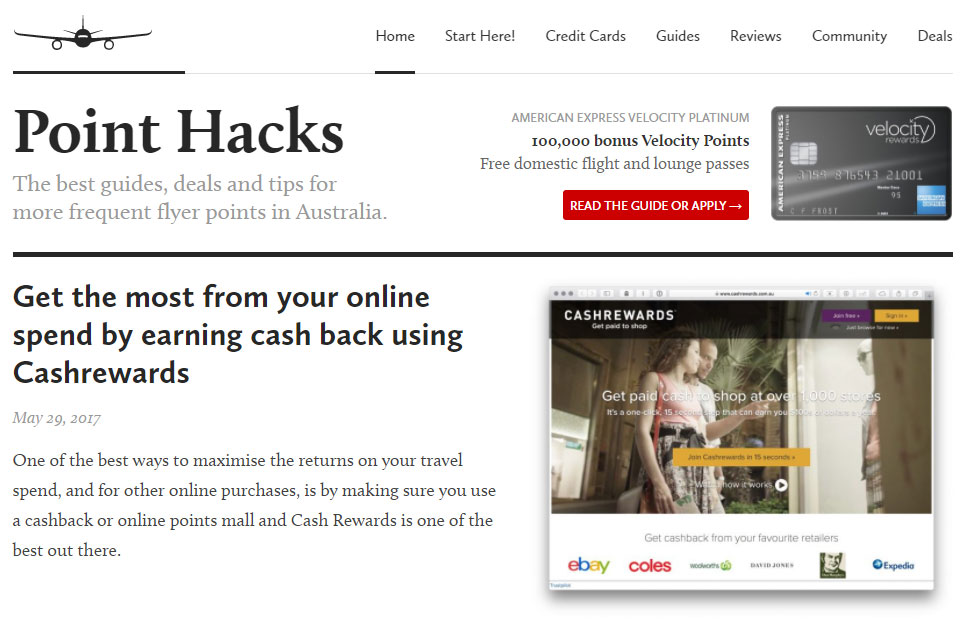 Home Start Here! Credit Cards Guides Reviews Community Deals
Point Hacks
The best guides, deals and tips for
more frequent flyer points in Australia.
AMERICAN EXPRESS VELOCITY PLATINUM
100,000 bonus Velocity Points
Free domestic flight and lounge passes
READ THE GUIDE OR APPLY →
AMERICAN EXPRESS
PLATINUM
velocity
rewards
3759 876543 21001
95
C F FROST
Get the most from your online
spend by earning cash back using
Cashrewards
May 29, 2017
One of the best ways to maximise the returns on your travel
spend, and for other online purchases, is by making sure you use
a cashback or online points mall and Cash Rewards is one of the
best out there.
www.cashrewards.com.au
CASHREWARDS
Get paid to shop
Join free »
Sign in »
Just browse for now »
Get paid cash to shop at over 1,000 stores
It's a one-click, 15 second step that can earn you
Join Cashrewards in 15 seconds »
Watch how it works
Get cashback from your favourite retailers
ebay coles woolworths DAVID JONES Expedia
Trustpilot